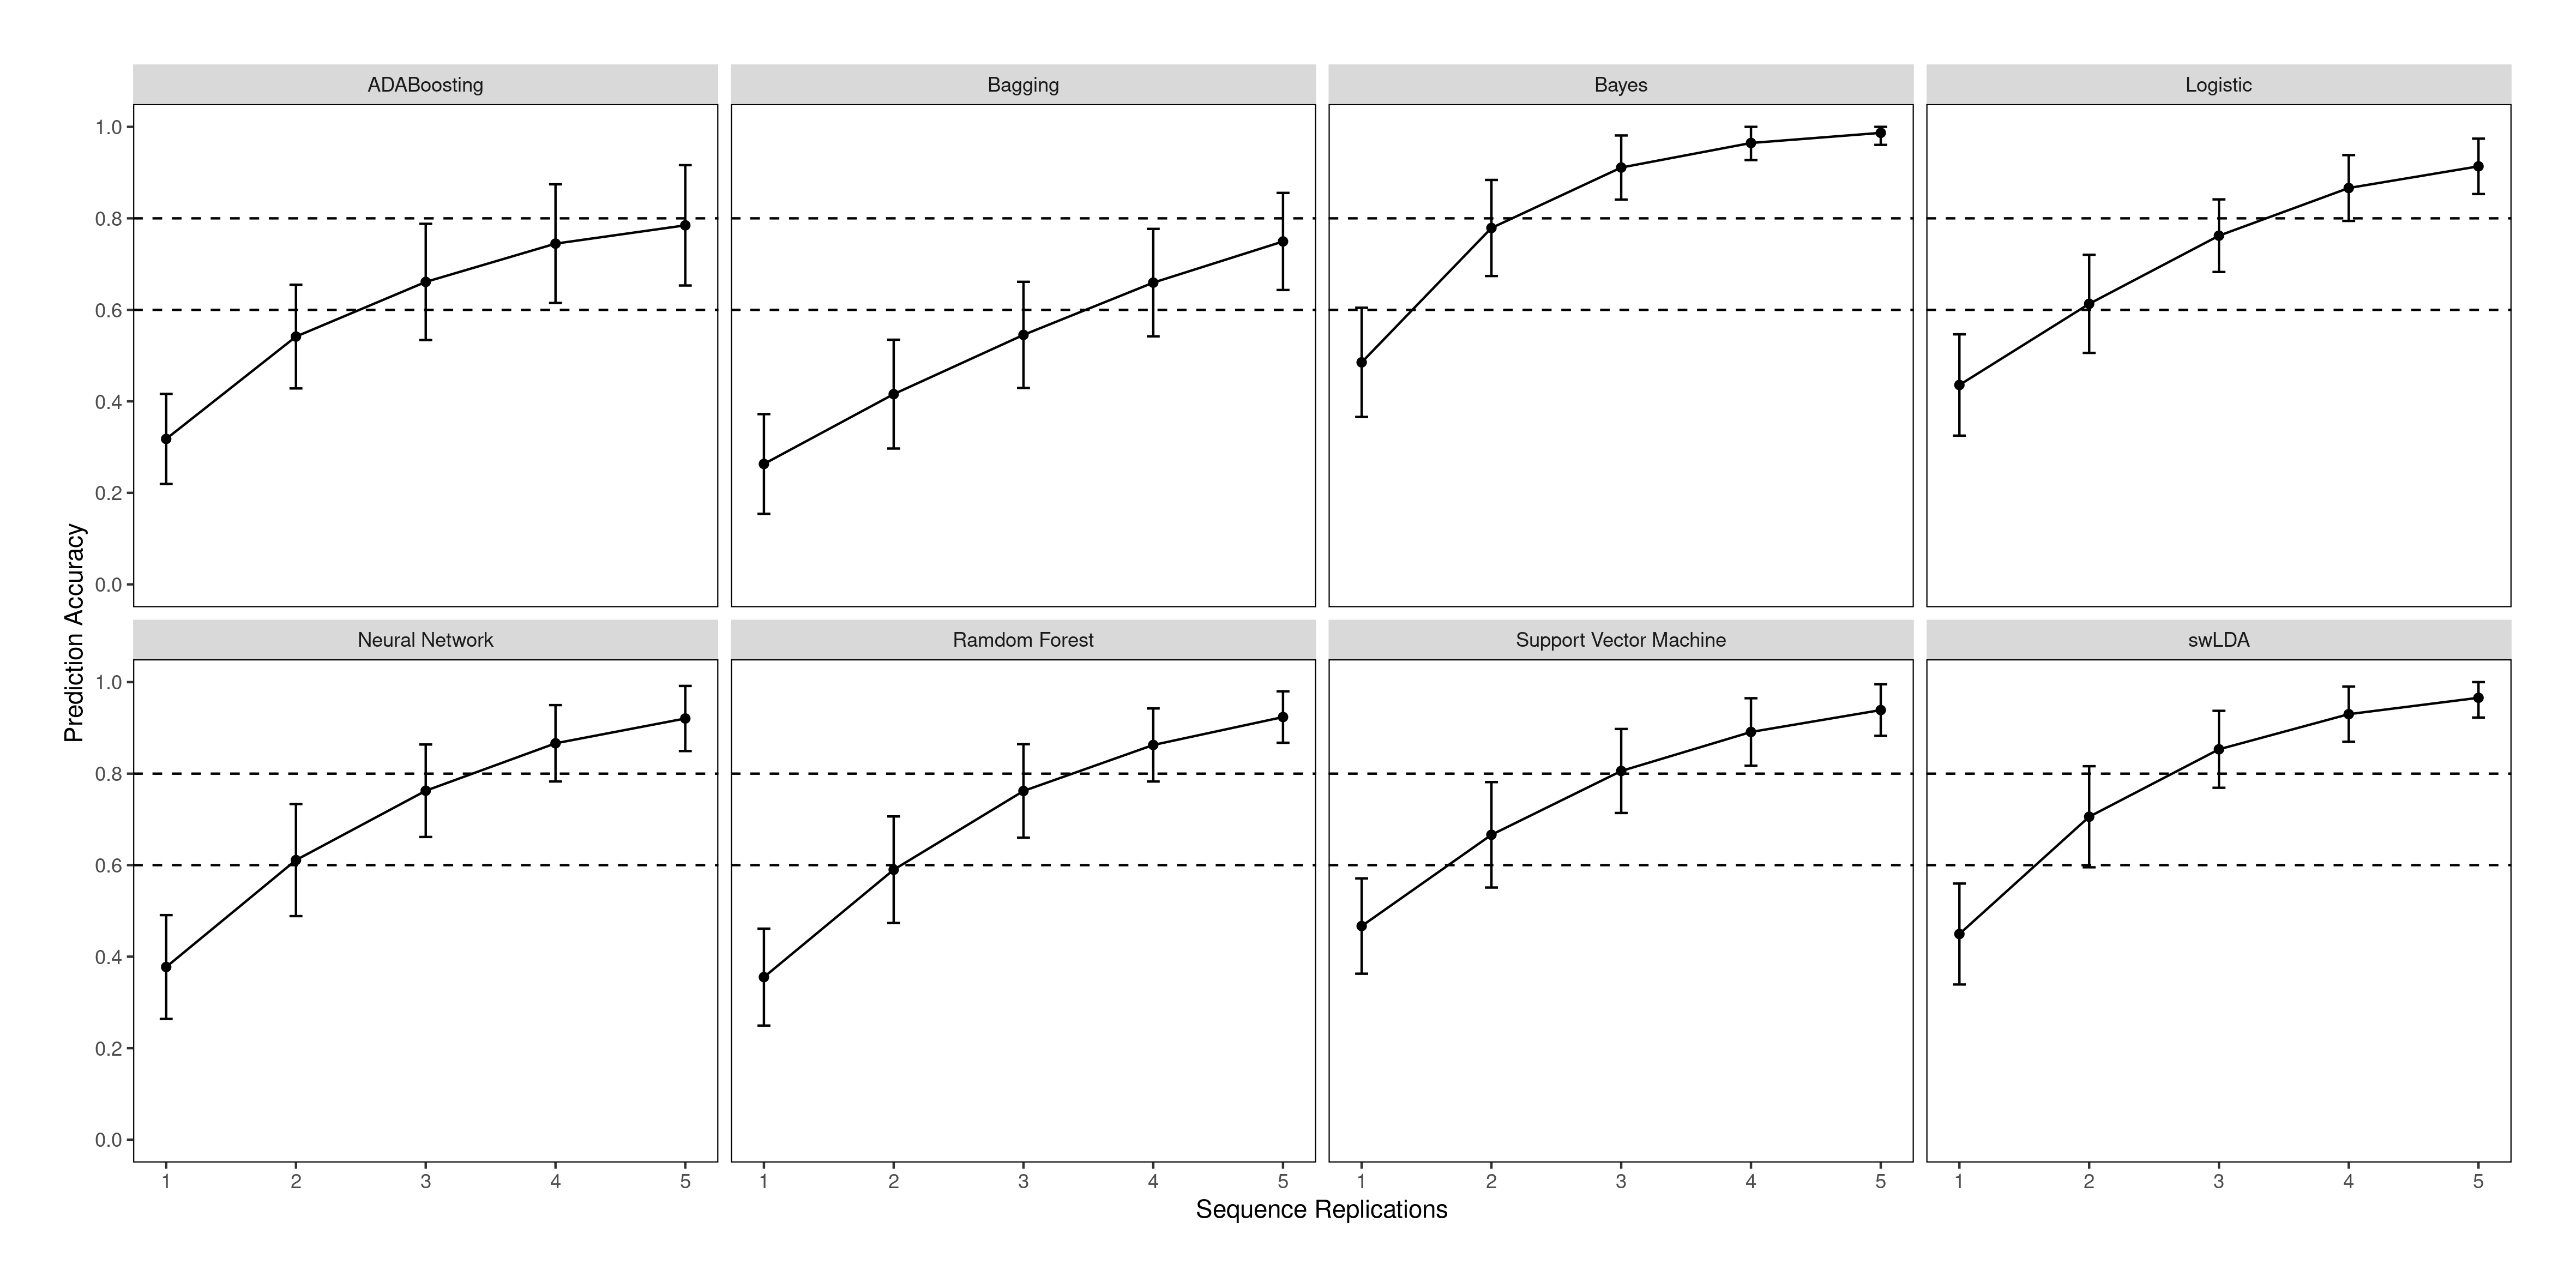 ADABoosting
Bagging
Bayes
Logistic
1.0
0.8
0.6
0.4
0.2
0.0
Neural Network
Ramdom Forest
Support Vector Machine
swLDA
1.0
0.8
0.6
0.4
0.2
0.0
Prediction Accuracy
1 2 3 4 5
1 2 3 4 5
1 2 3 4 5
1 2 3 4 5
Sequence Replications